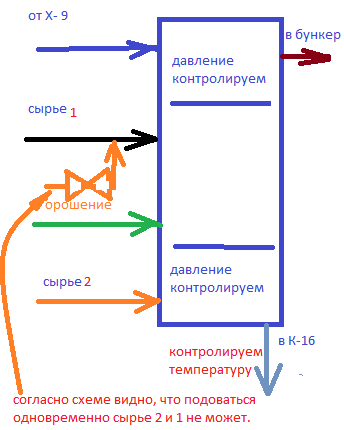 от X- 9
в бункер
давление
контролируем
сырье 1
орошение
давление
контролируем
сырье 2
в К-16
контролируем
температуру
согласно схеме видно, что подоваться
одновременно сырье 2 и 1 не может.